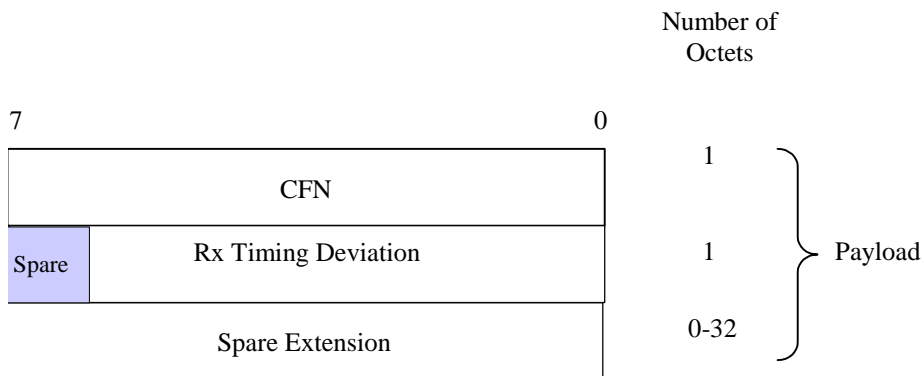 Number of
Octets
7
0
CFN
1
Spare
Rx Timing Deviation
1
Payload
Spare Extension
0-32